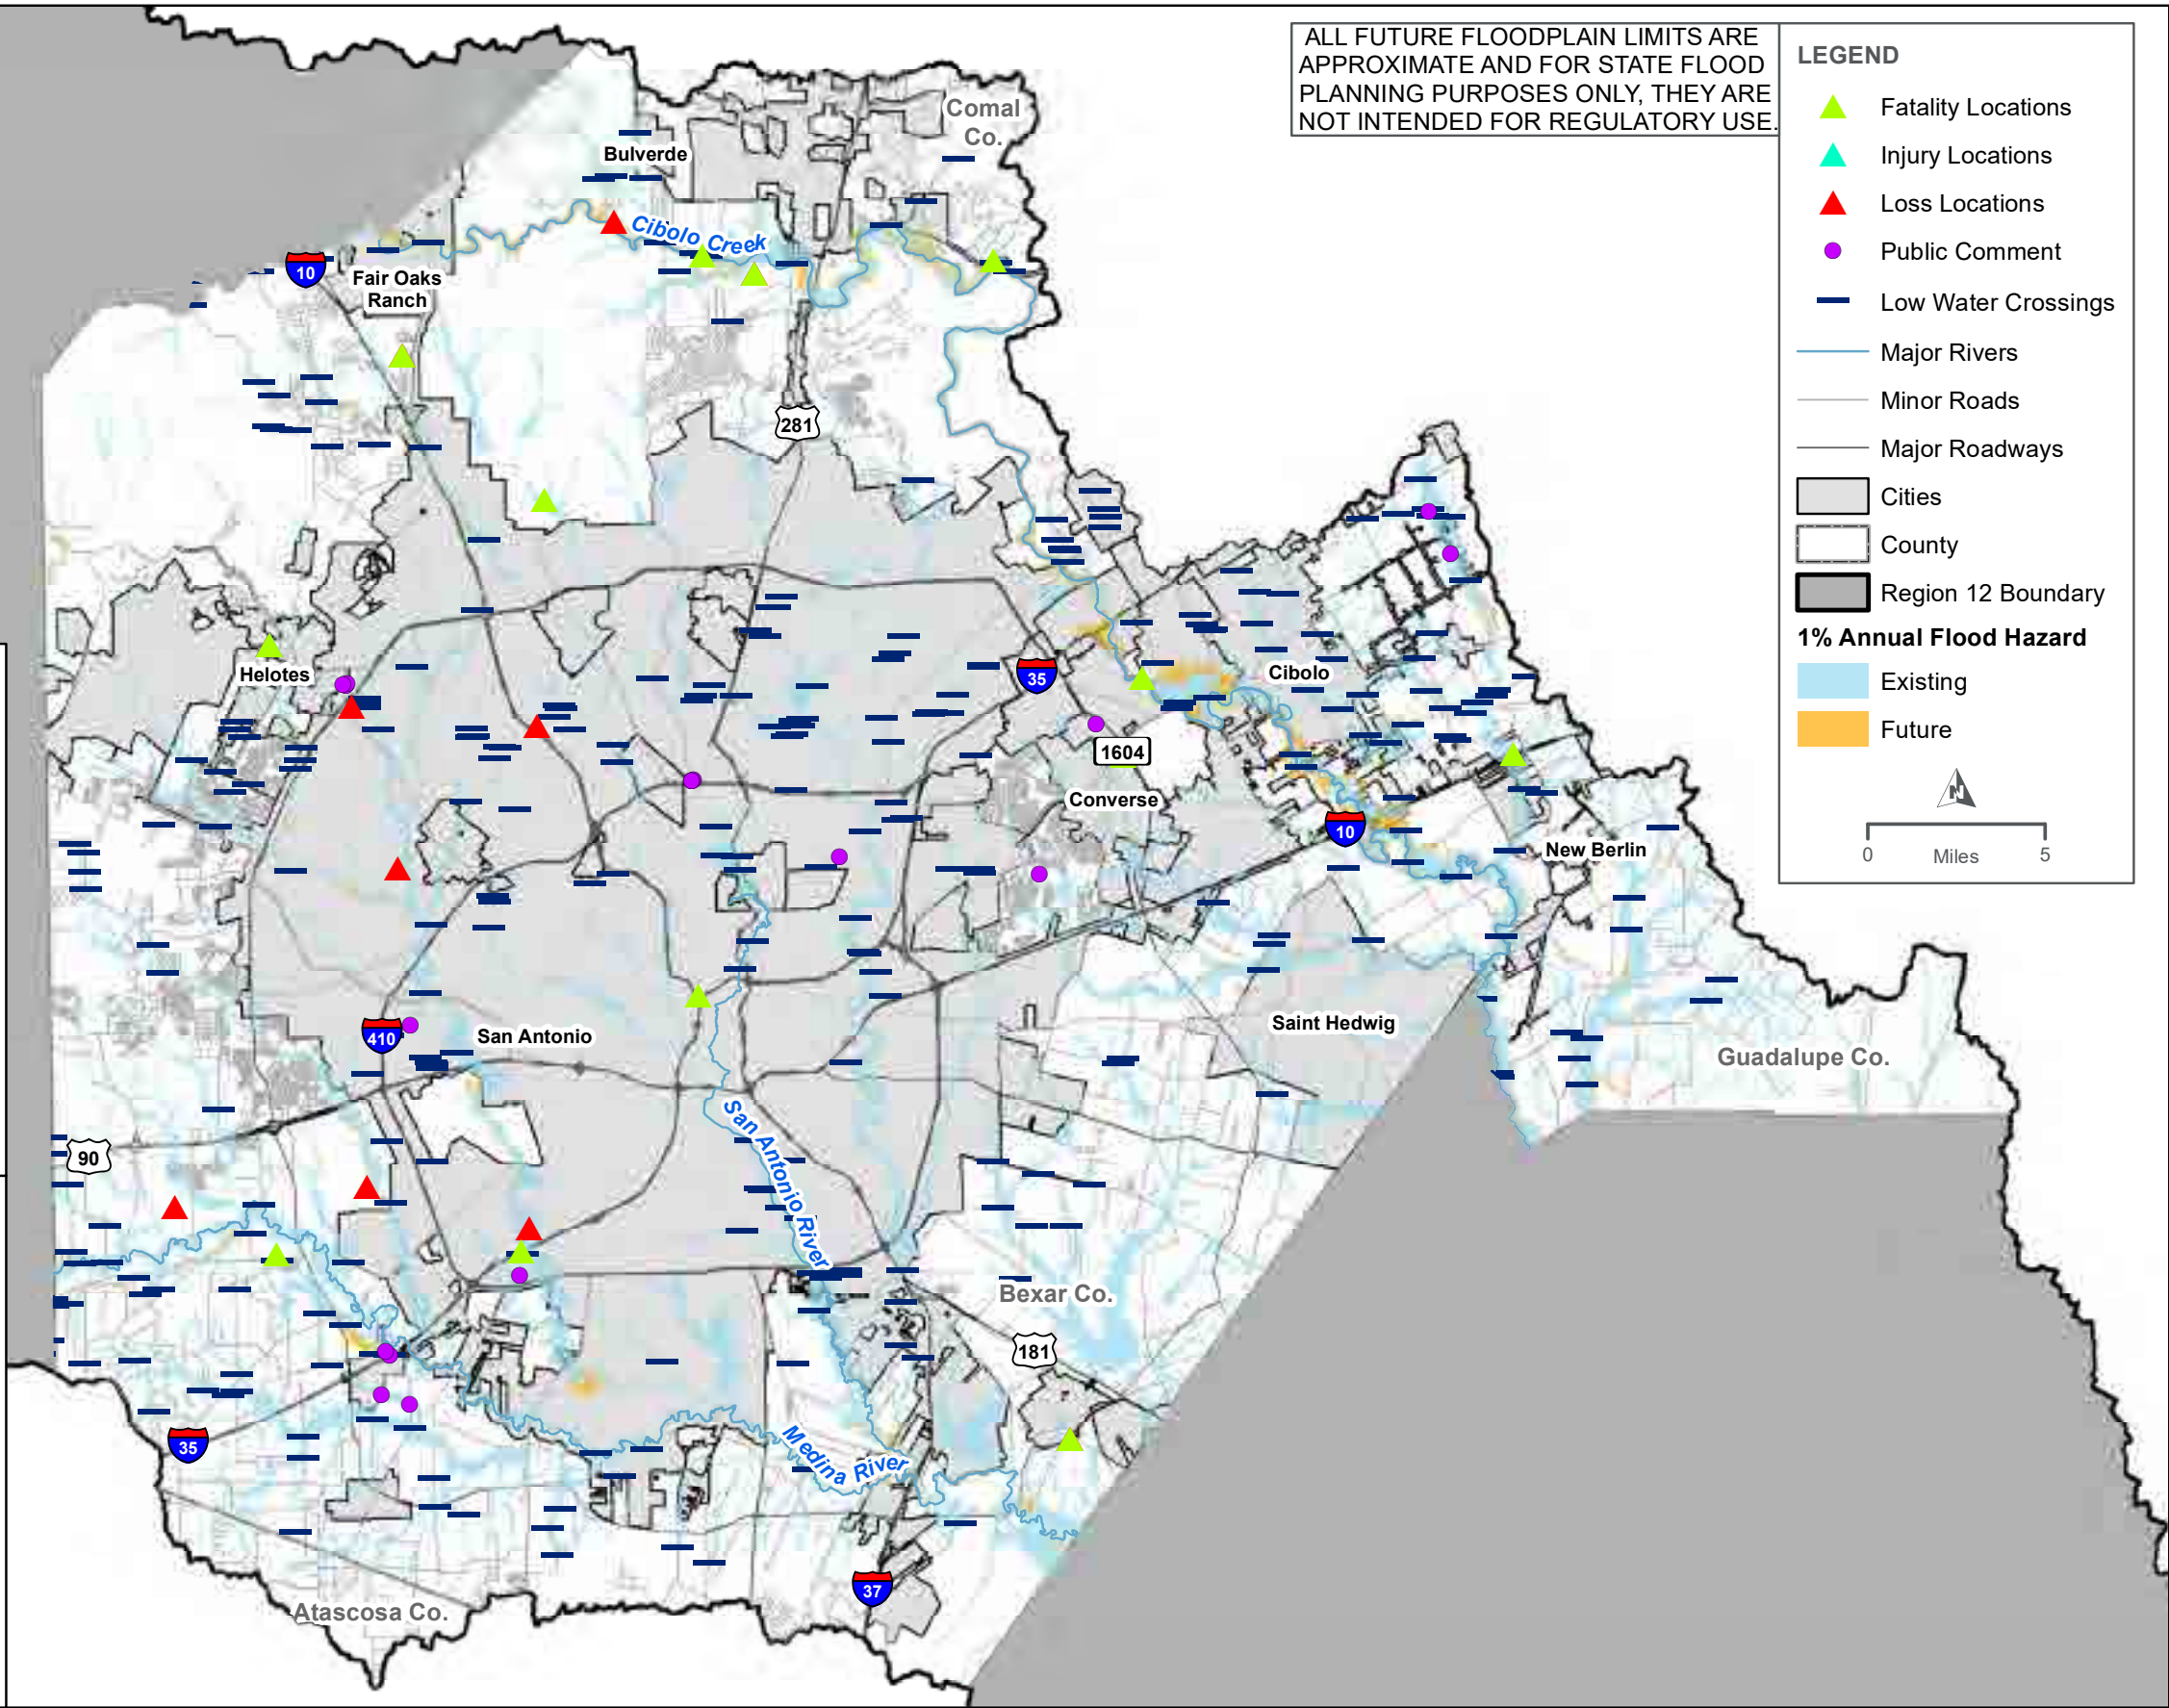 ALL FUTURE FLOODPLAIN LIMITS ARE
APPROXIMATE AND FOR STATE FLOOD
PLANNING PURPOSES ONLY, THEY ARE
NOT INTENDED FOR REGULATORY USE.
LEGEND
Fatality Locations
Injury Locations
Loss Locations
Public Comment
Low Water Crossings
Major Rivers
Minor Roads
Major Roadways
Cities
County
Region 12 Boundary
1% Annual Flood Hazard
Existing
Future
N
0 Miles 5
Comal
Co.
Bulverde
Cibolo Creek
10
Fair Oaks
Ranch
281
Helotes
35
Cibolo
1604
Converse
10
New Berlin
410
San Antonio
Saint Hedwig
Guadalupe Co.
90
San Antonio River
Bexar Co.
181
35
Medina River
37
Atascosa Co.